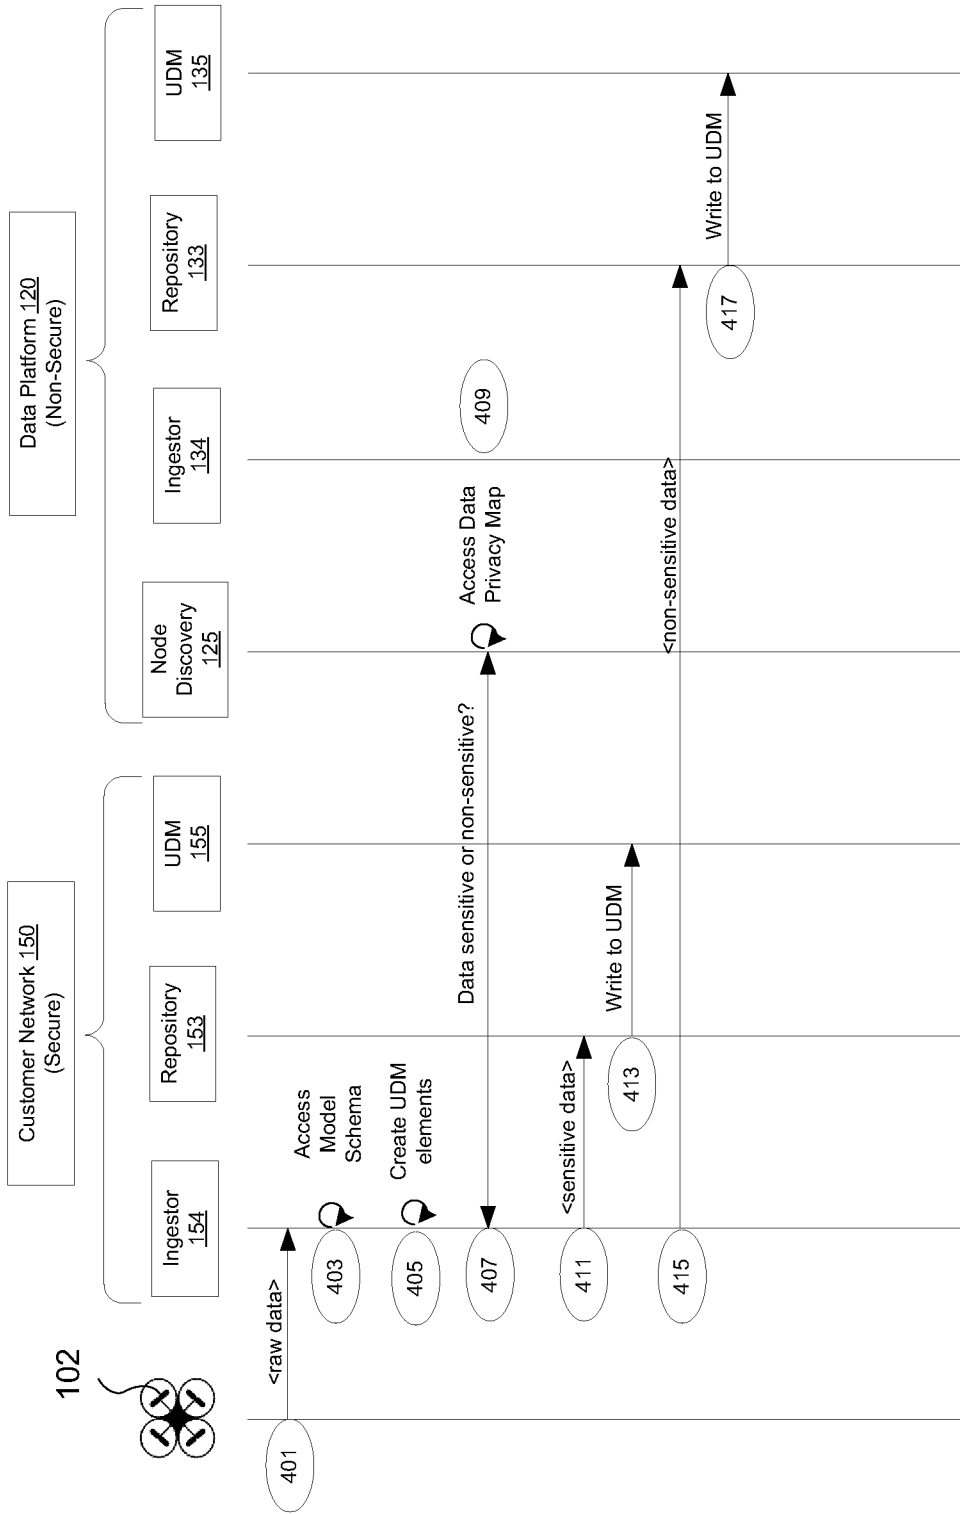 Customer Network 150
(Secure)
Data Platform 120
(Non-Secure)
102
Ingestor
154
Repository
153
UDM
155
Node
Discovery
125
Ingestor
134
Repository
133
UDM
135
401
<raw data>
403
Access
Model
Schema
405
Create UDM
elements
407
Data sensitive or non-sensitive?
Access Data
Privacy Map
409
411
<sensitive data>
413
Write to UDM
415
<non-sensitive data>
417
Write to UDM